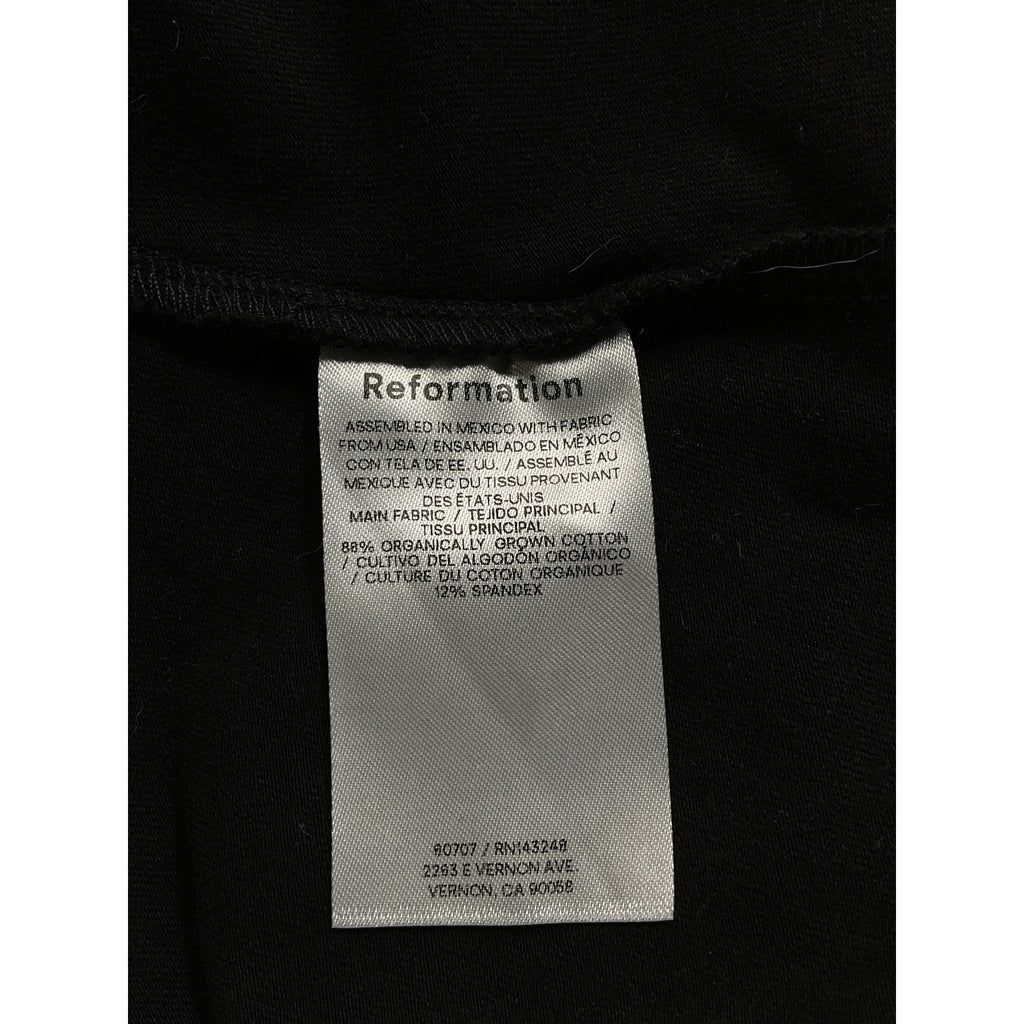 Reformation
ASSEMBLED IN MEXICO WITH FABRIC
FROM USA / ENSAMBLADO EN MÉXICO
CON TELA DE EE. UU. / ASSEMBLÉ AU
MEXIQUE AVEC DU TISSU PROVENANT
DES ÉTATS-UNIS
MAIN FABRIC / TEJIDO PRINCIPAL /
TISSU PRINCIPAL
88% ORGANICALLY GROWN COTTON
/ CULTIVO DEL ALGODÓN ORGÁNICO
/ CULTURE DU COTON ORGANIQUE
12% SPANDEX
60707 / RN143248
2263 E VERNON AVE.
VERNON, CA 90058